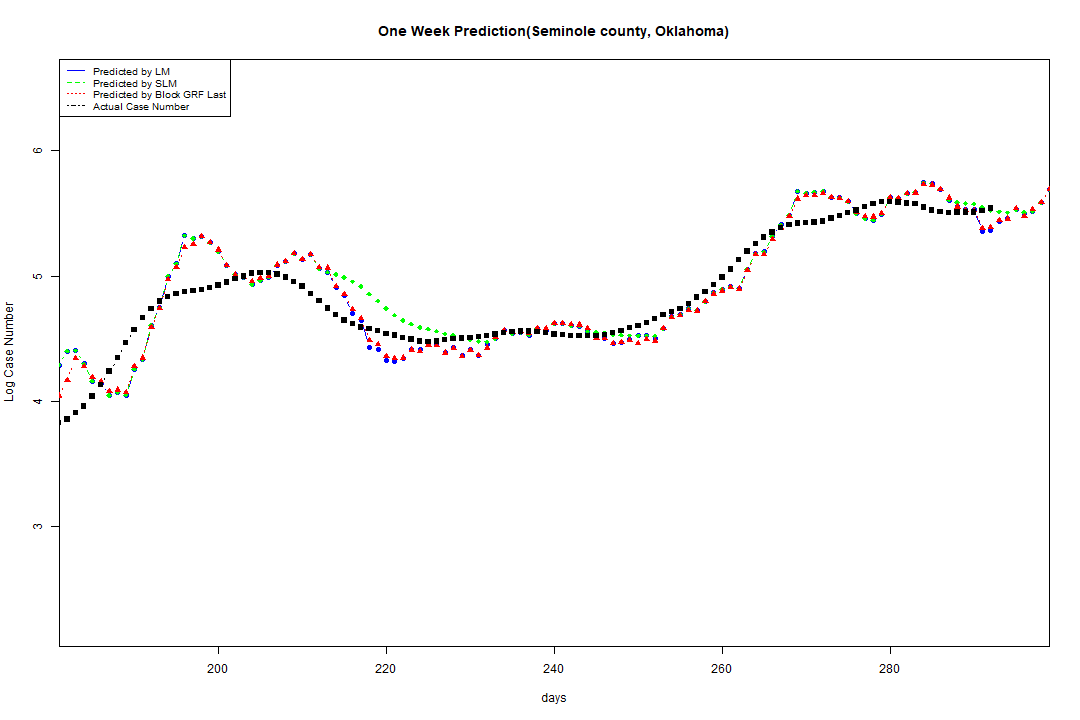 One Week Prediction(Seminole county, Oklahoma)
Predicted by LM
Predicted by SLM
Predicted by Block GRF Last
Actual Case Number
6
5
4
3
Log Case Number
200 220 240 260 280
days